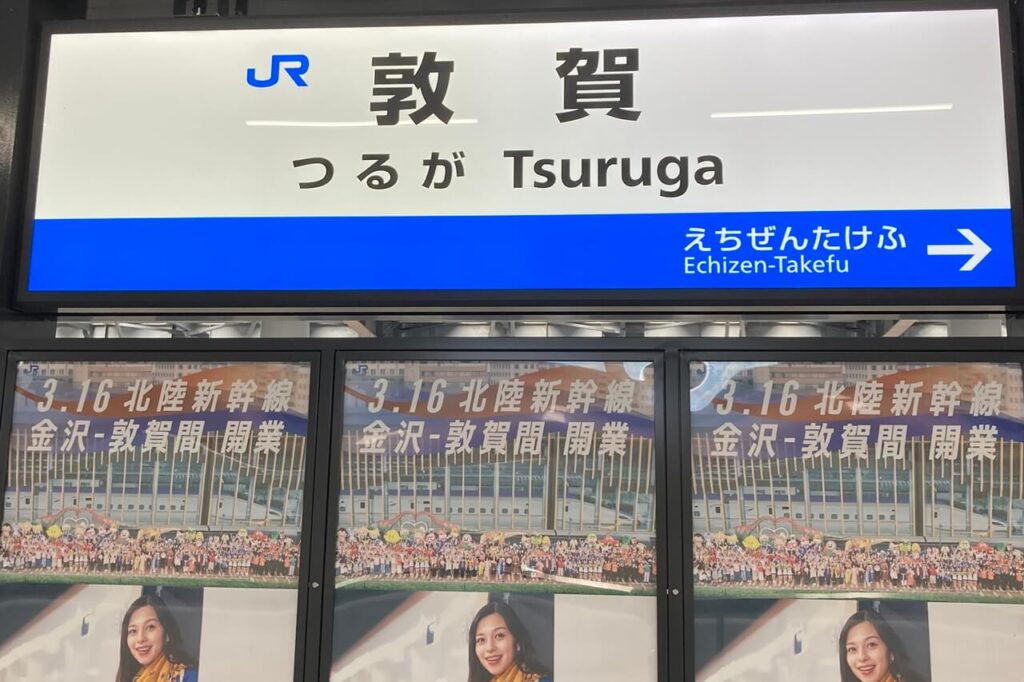 JR 敦賀
つるが Tsuruga
えちぜんたけふ
Echizen-Takefu
JR
3.16 北陸新幹線
金沢-敦賀間 開業
JR
3.16 北陸新幹線
金沢-敦賀間 開業
JR
3.16 北陸新幹線
金沢-敦賀間 開業